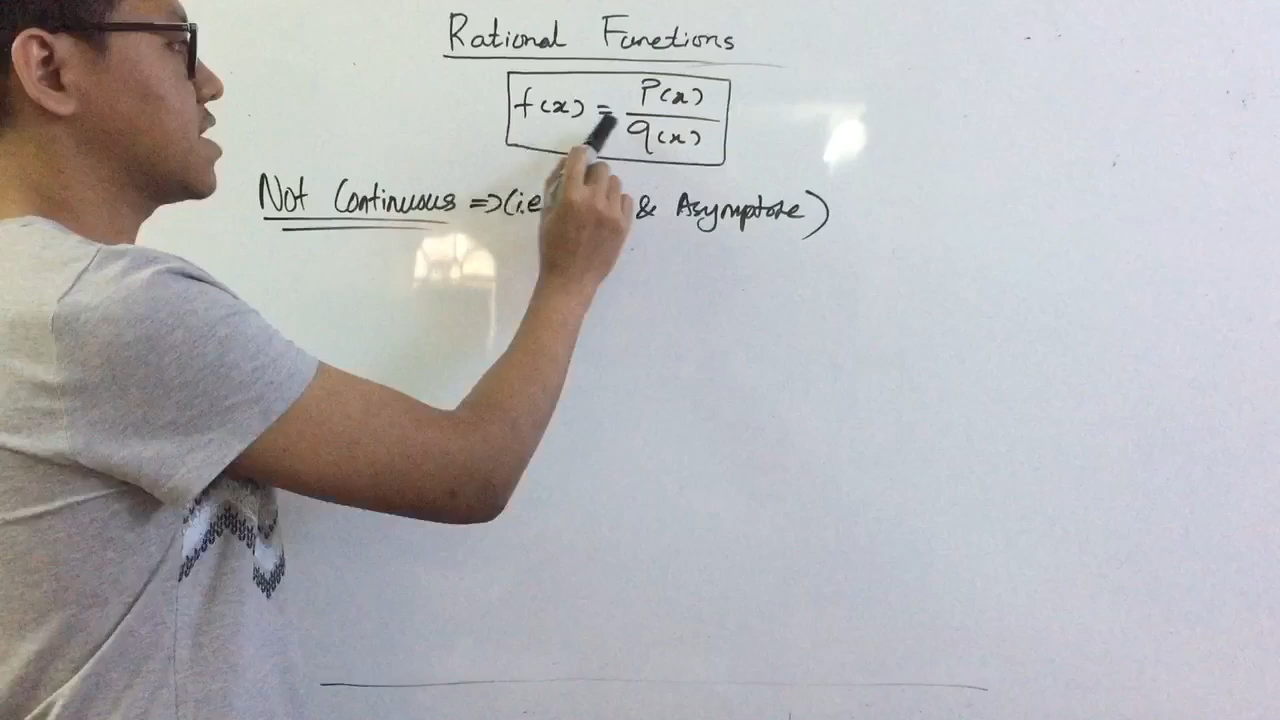 Rational Functions
f(x) = P(x)
q(x)
Not Continuous => (i.e & Asymptote)